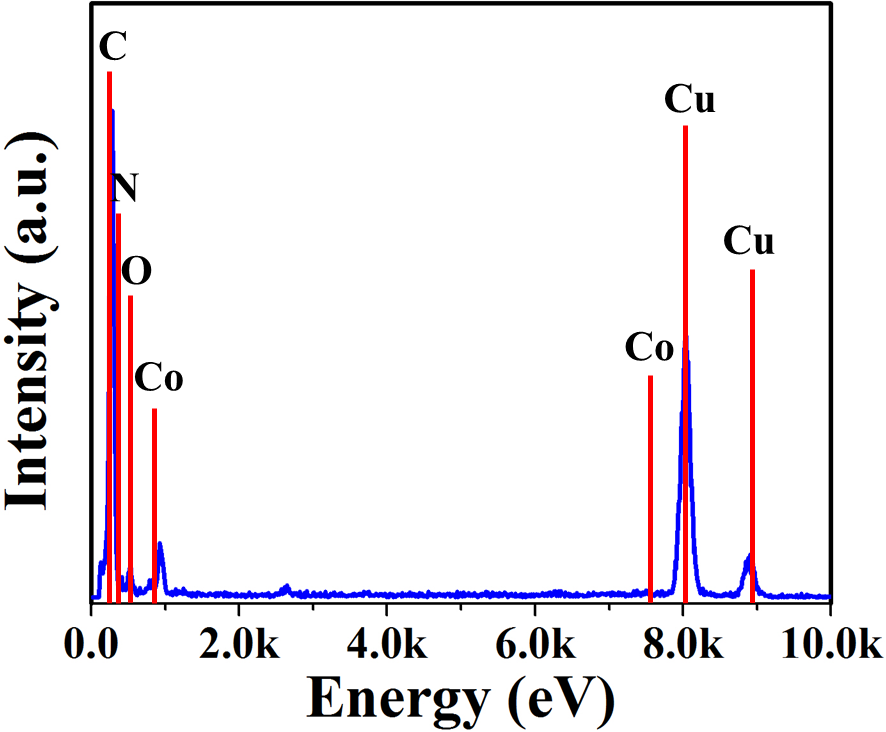 C
N
O
Co
Co
Cu
Cu
Intensity (a.u.)
0.0 2.0k 4.0k 6.0k 8.0k 10.0k
Energy (eV)